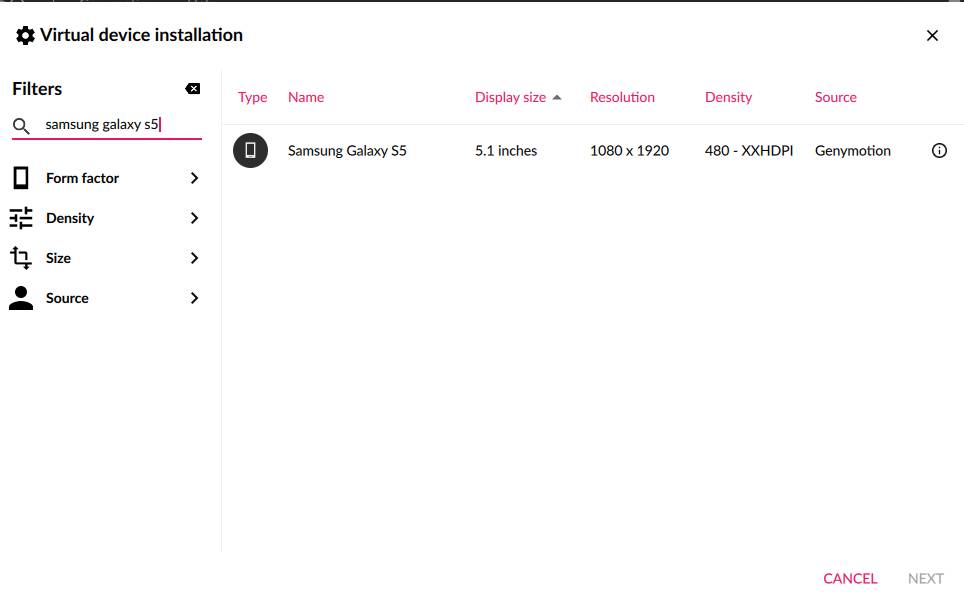 Virtual device installation
Filters
samsung galaxy s5
Form factor
Density
Size
Source
Type Name Display size Resolution Density Source
Samsung Galaxy S5 5.1 inches 1080 x 1920 480 - XXHDPI Genymotion
CANCEL NEXT